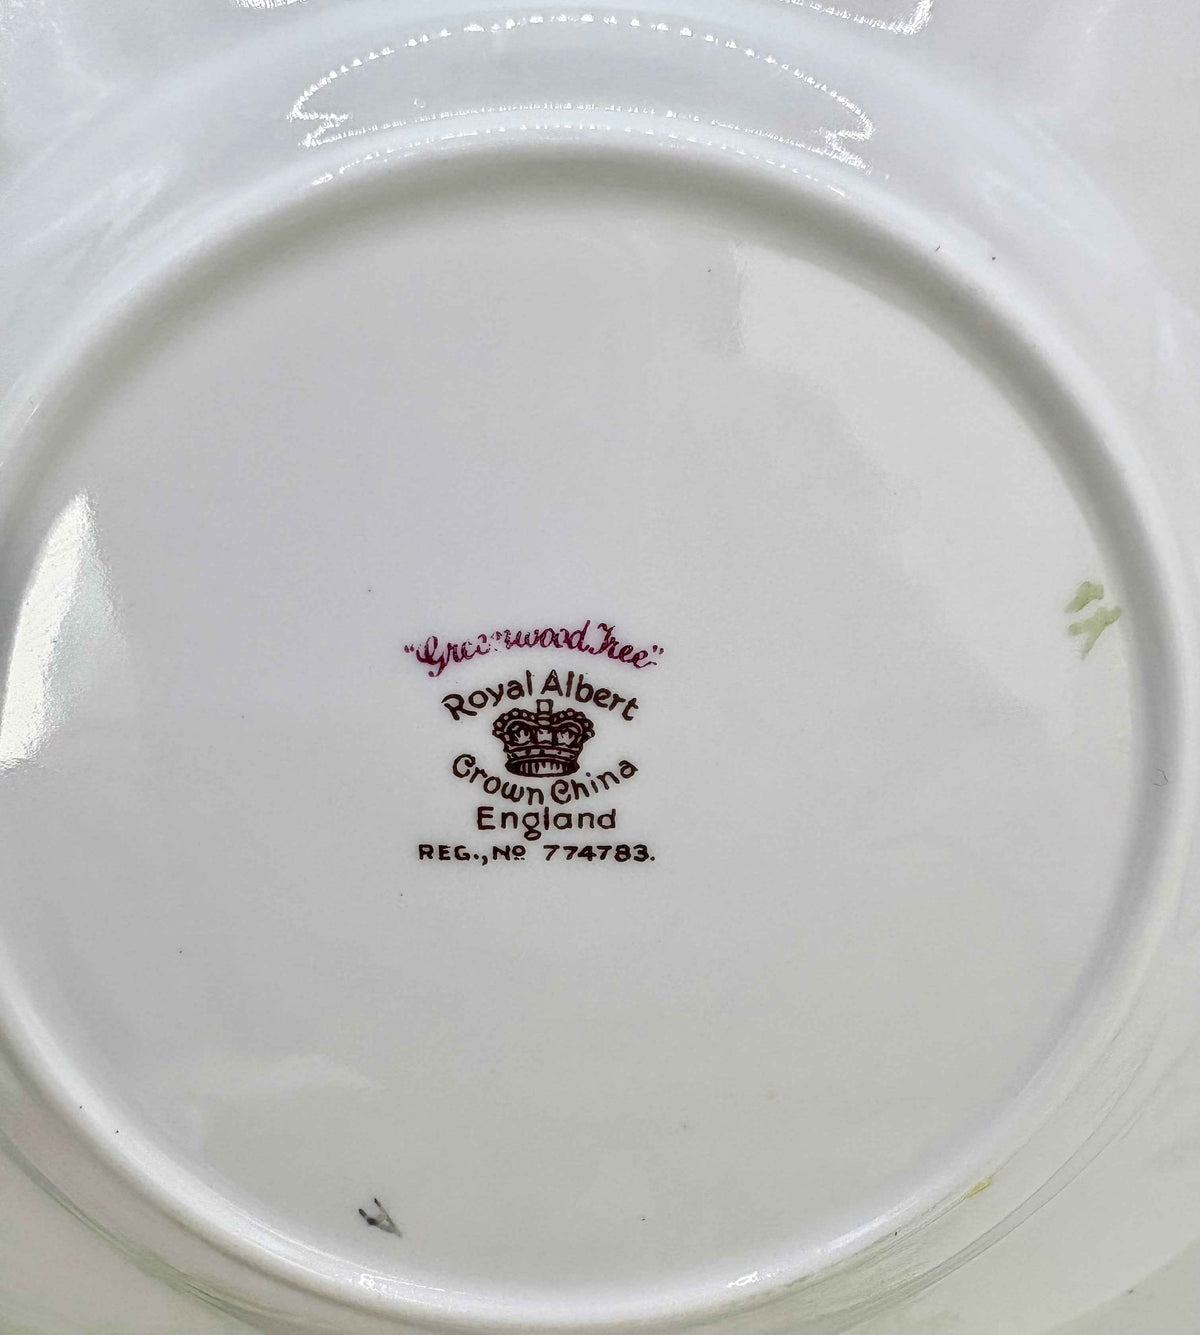 "Greenwood Tree"
Royal Albert
Crown China
England
REG., Nº 774783.